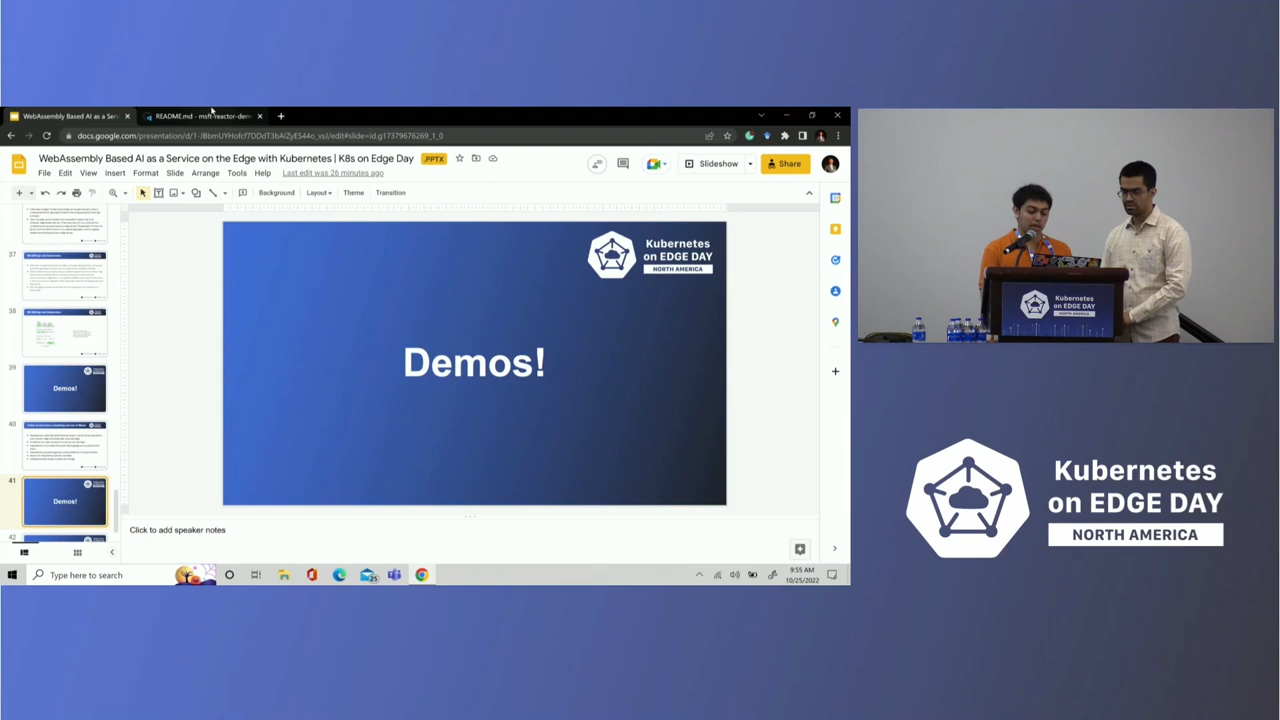 WebAssembly Based AI as a Serv
README.md - msft-reactor-dem
docs.google.com/presentation/d/1-JBbmUYHofcf7DDdT3bAlZyES44o_vsJ/edit#slide=id.g17379676269_1_0
WebAssembly Based AI as a Service on the Edge with Kubernetes | K8s on Edge Day .PPTX
Slideshow
Share
File Edit View Insert Format Slide Arrange Tools Help Last edit was 26 minutes ago
Background Layout Theme Transition
37
38
39
Demos!
40
41
Demos!
42
Kubernetes
on EDGE DAY
NORTH AMERICA
Demos!
Click to add speaker notes
Type here to search
25
9:55 AM
10/25/2022
Kubernetes
on EDGE DAY
NORTH AMERICA
Kubernetes
on EDGE DAY
NORTH AMERICA